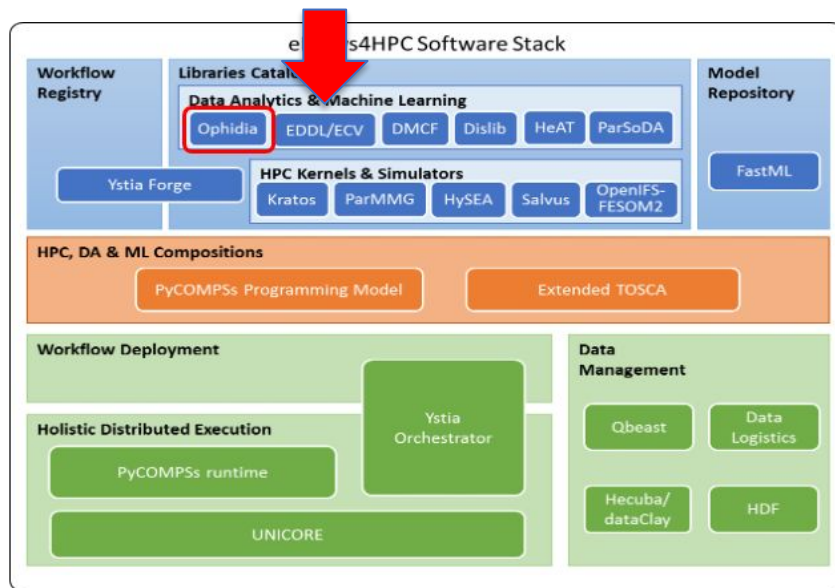 s4HPC Software Stack
Workflow
Registry
Libraries
Data Analytics & Machine Learning
Ophidia
EDDL/ECV
DMCF
Dislib
HeAT
ParSoDA
Model
Repository
FastML
Ystia Forge
HPC Kernels & Simulators
Kratos
ParMMG
HySEA
Salvus
OpenIFS-
FESOM2
HPC, DA & ML Compositions
PyCOMPSs Programming Model
Extended TOSCA
Workflow Deployment
Ystia
Orchestrator
Holistic Distributed Execution
PyCOMPSs runtime
UNICORE
Data
Management
Qbeast
Data
Logistics
Hecuba/
dataClay
HDF